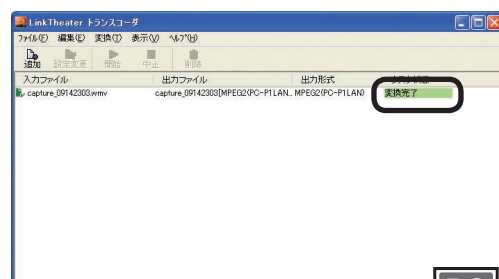 LinkTheater トランスコーダ
ファイル(F) 編集(E) 変換(T) 表示(V) ヘルプ(H)
追加 設定変更 開始 中止 削除
入力ファイル 出力ファイル 出力形式
capture_09142303.wmv capture_09142303[MPEG2(PC-P1LAN... MPEG2(PC-P1LAN) 変換完了